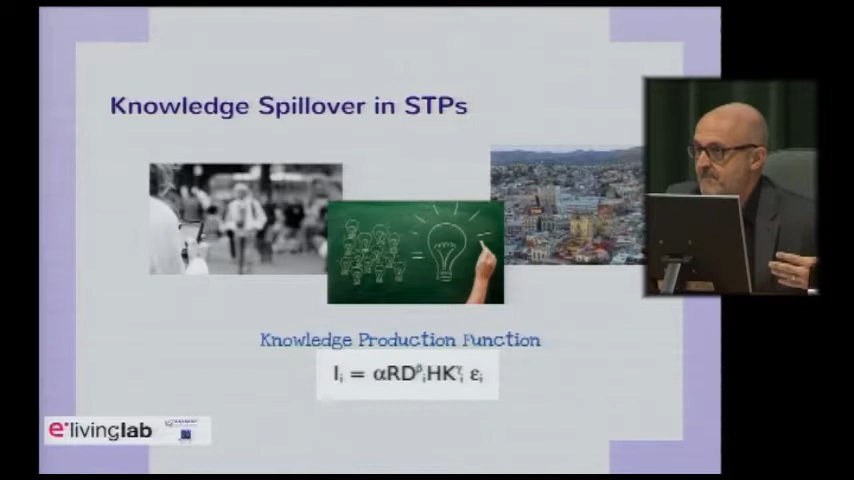 Knowledge Spillover in STPs
Knowledge Production Function
Iᵢ = αRDᵝᵢHKᵞᵢ εᵢ
e·livinglab